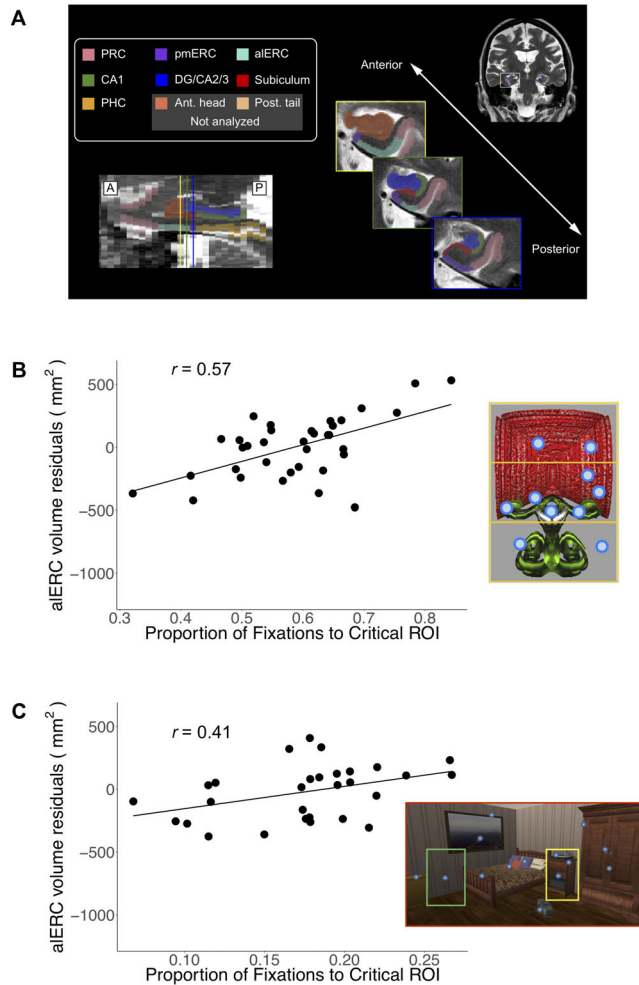 A
PRC
pmERC
alERC
CA1
DG/CA2/3
Subiculum
PHC
Ant. head
Post. tail
Not analyzed
Anterior
Posterior
A
P
B
r = 0.57
500
0
−500
−1000
alERC volume residuals ( mm² )
0.3 0.4 0.5 0.6 0.7 0.8
Proportion of Fixations to Critical ROI
C
r = 0.41
500
0
−500
−1000
alERC volume residuals ( mm² )
0.10 0.15 0.20 0.25
Proportion of Fixations to Critical ROI